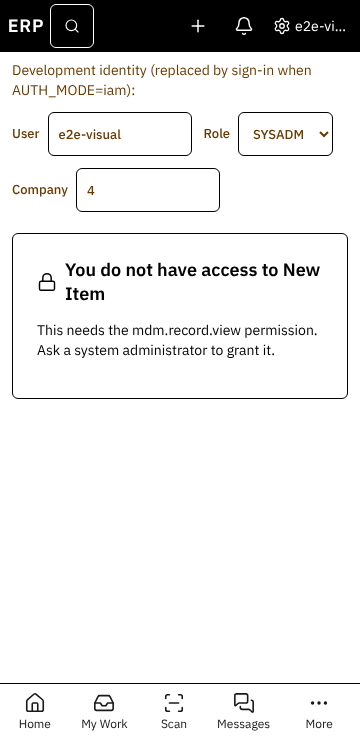 ERP
e2e-vi...
Development identity (replaced by sign-in when
AUTH_MODE=iam):
User e2e-visual Role SYSADM
Company 4
You do not have access to New
Item
This needs the mdm.record.view permission.
Ask a system administrator to grant it.
Home My Work Scan Messages More